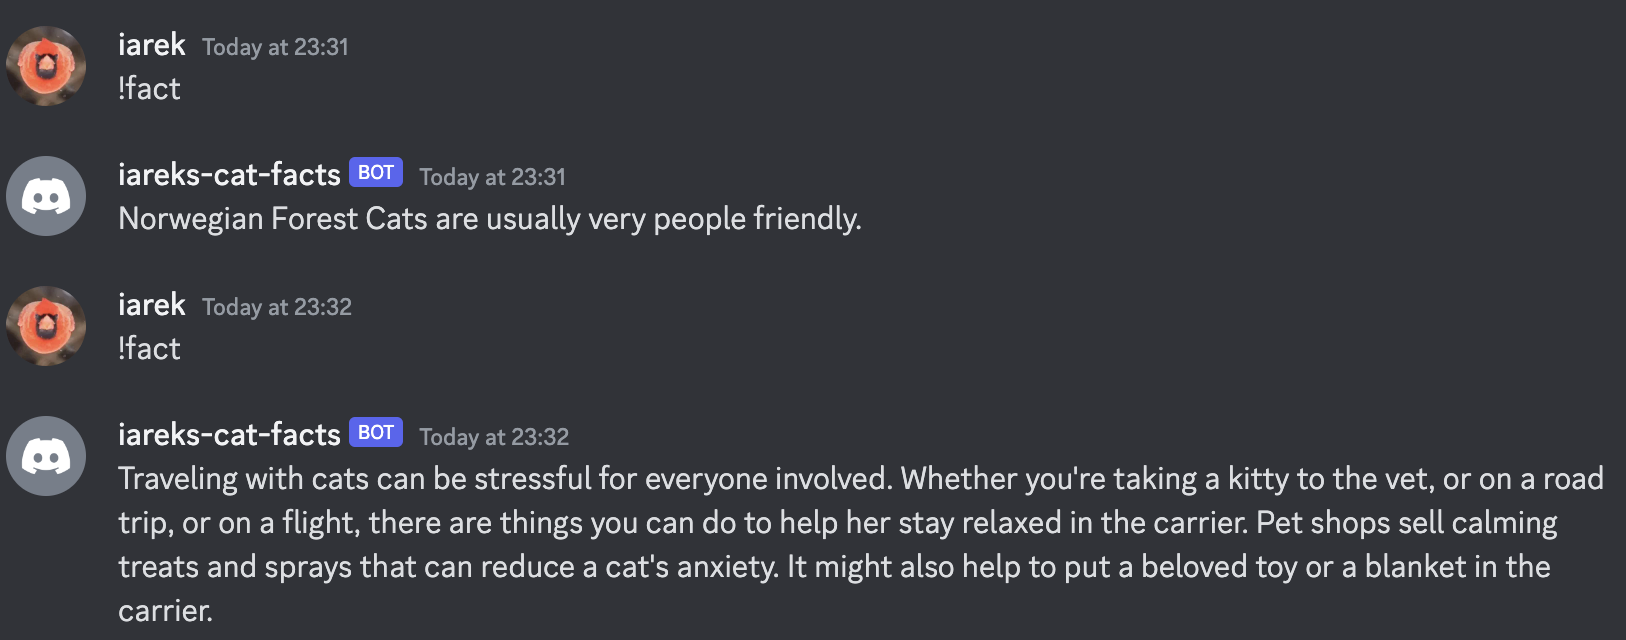 iarek Today at 23:31
!fact
iareks-cat-facts BOT Today at 23:31
Norwegian Forest Cats are usually very people friendly.
iarek Today at 23:32
!fact
iareks-cat-facts BOT Today at 23:32
Traveling with cats can be stressful for everyone involved. Whether you're taking a kitty to the vet, or on a road
trip, or on a flight, there are things you can do to help her stay relaxed in the carrier. Pet shops sell calming
treats and sprays that can reduce a cat's anxiety. It might also help to put a beloved toy or a blanket in the
carrier.